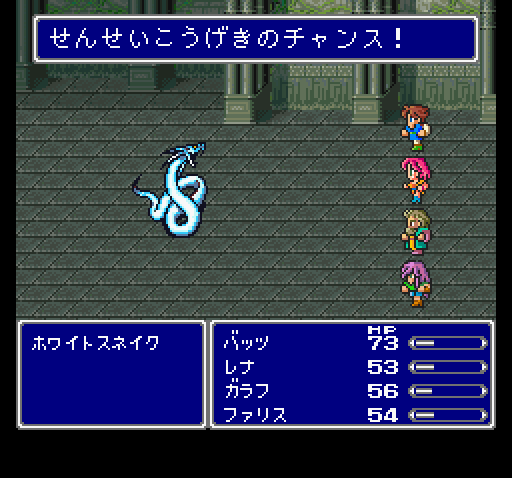 せんせいこうげきのチャンス！
ホワイトスネイク
HP
バッツ 73
レナ 53
ガラフ 56
ファリス 54